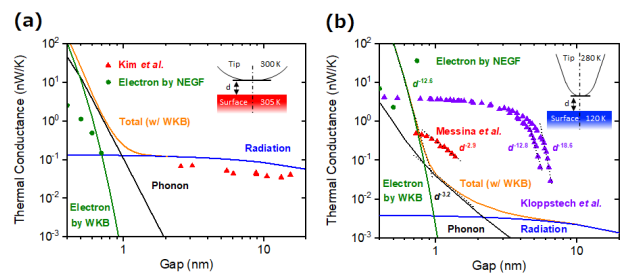 (a)
Thermal Conductance (nW/K)
10²
10¹
10⁰
10⁻¹
10⁻²
10⁻³
Kim et al.
Electron by NEGF
Total (w/ WKB)
Radiation
Phonon
Electron
by WKB
Tip
300 K
d
Surface
305 K
1
10
Gap (nm)
(b)
Thermal Conductance (nW/K)
10²
10¹
10⁰
10⁻¹
10⁻²
10⁻³
d⁻¹²·⁶
Electron by NEGF
Messina et al.
d⁻²·⁹
d⁻¹²·⁸
d⁻¹⁸·⁶
Total (w/ WKB)
Kloppstech et al.
d⁻³·²
Electron
by WKB
Phonon
Radiation
Tip
280 K
d
Surface
120 K
1
10
Gap (nm)